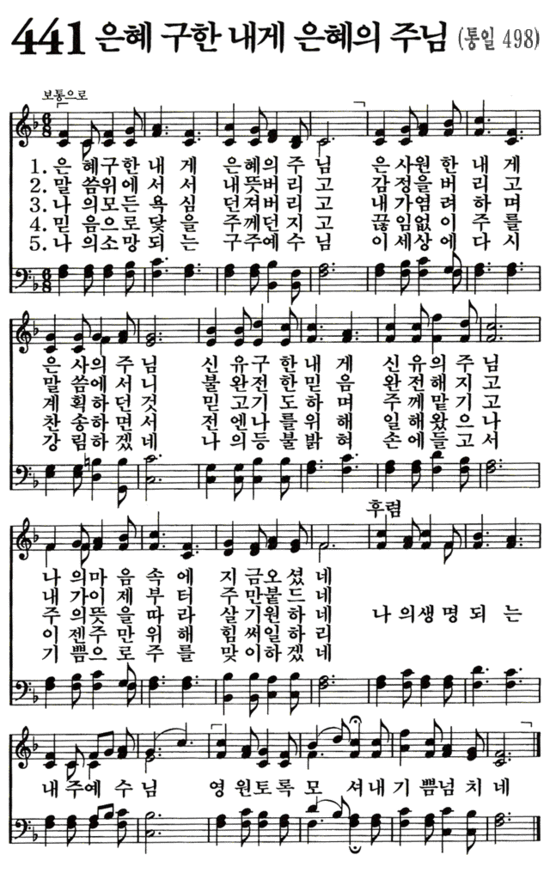 441 은혜 구한 내게 은혜의 주님 (통일 498)
보통으로
1. 은 혜구한 내 게 은혜의 주 님 은 사원 한 내 게
2. 말 씀위에 서 서 내뜻버 리 고 감 정을 버 리 고
3. 나 의모든 욕 심 던져버 리 고 내 가염 려 하 며
4. 믿 음으로 닻 을 주께던 지 고 끊 임없 이 주 를
5. 나 의소망 되 는 구주예 수 님 이 세상 에 다 시
은 사의 주 님 신 유구 한 내 게 신 유의 주 님
말 씀에 서 니 불 완전 한 믿 음 완 전해 지 고
계 획하 던 것 믿 고기 도 하 며 주 께맡 기 고
찬 송하 면 서 전 엔나 를 위 해 일 해왔 으 나
강 림하 겠 네 나 의등 불 밝 혀 손 에들 고 서
후렴
나 의마 음 속 에 지 금오 셨 네
내 가이 제 부 터 주 만붙 드 네
주 의뜻 을 따 라 살 기원 하 네 나 의생 명 되 는
이 젠주 만 위 해 힘 써일 하 리
기 쁨으 로 주 를 맞 이하 겠 네
내 주예 수 님 영 원토 록 모 셔내 기 쁨넘 치 네